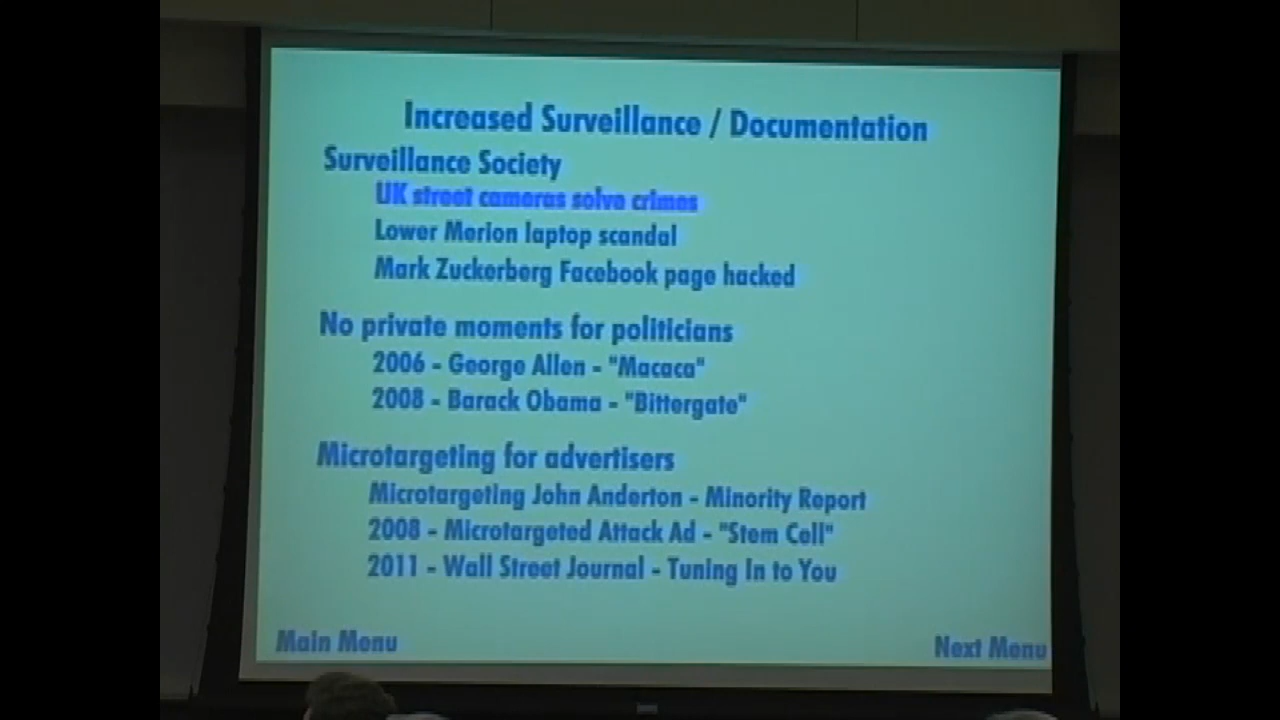 Increased Surveillance / Documentation
Surveillance Society
UK street cameras solve crimes
Lower Merion laptop scandal
Mark Zuckerberg Facebook page hacked
No private moments for politicians
2006 - George Allen - "Macaca"
2008 - Barack Obama - "Bittergate"
Microtargeting for advertisers
Microtargeting John Anderton - Minority Report
2008 - Microtargeted Attack Ad - "Stem Cell"
2011 - Wall Street Journal - Tuning In to You
Main Menu
Next Menu